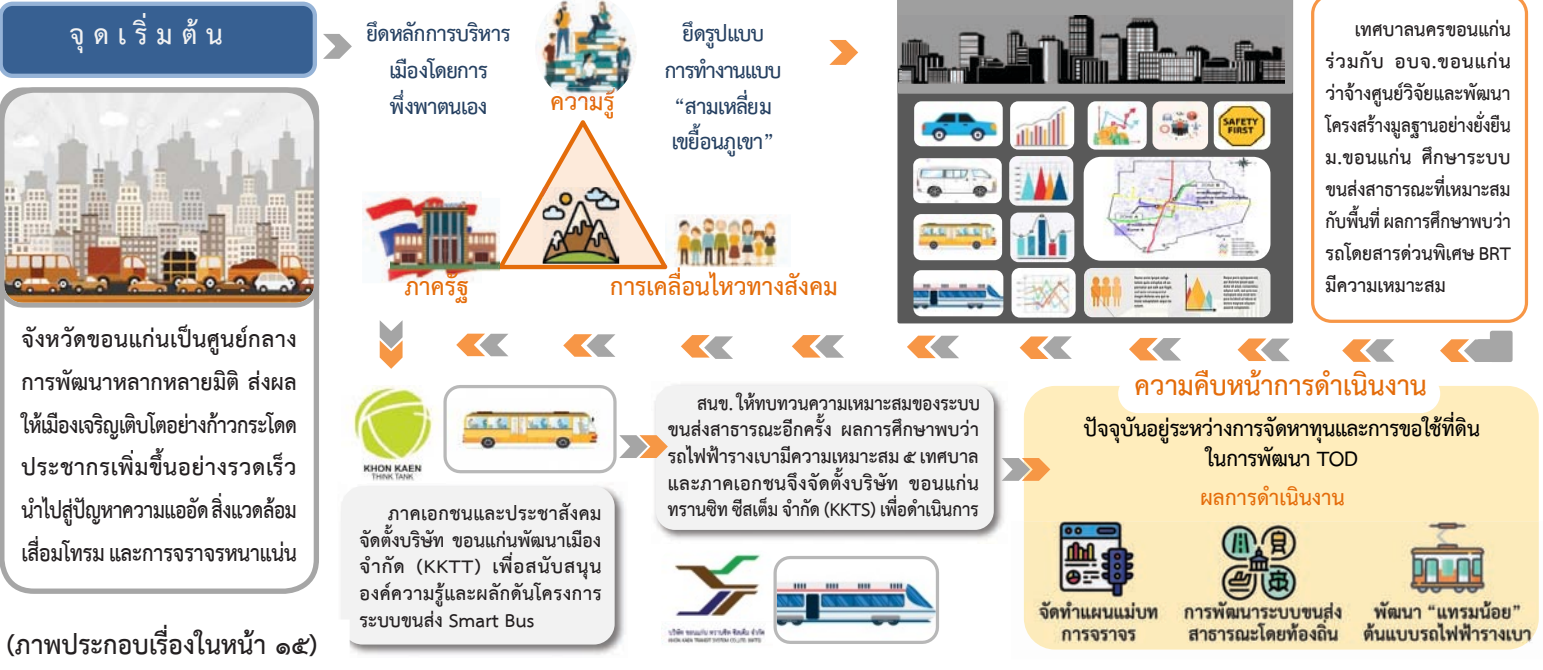 จุดเริ่มต้น
จังหวัดขอนแก่นเป็นศูนย์กลาง
การพัฒนาหลากหลายมิติ ส่งผล
ให้เมืองเจริญเติบโตอย่างก้าวกระโดด
ประชากรเพิ่มขึ้นอย่างรวดเร็ว
นำไปสู่ปัญหาความแออัด สิ่งแวดล้อม
เสื่อมโทรม และการจราจรหนาแน่น
(ภาพประกอบเรื่องในหน้า ๑๕)
ยึดหลักการบริหาร
เมืองโดยการ
พึ่งพาตนเอง
ความรู้
ยึดรูปแบบ
การทำงานแบบ
“สามเหลี่ยม
เขยื้อนภูเขา”
ภาครัฐ
การเคลื่อนไหวทางสังคม
SAFETY
FIRST
เทศบาลนครขอนแก่น
ร่วมกับ อบจ.ขอนแก่น
ว่าจ้างศูนย์วิจัยและพัฒนา
โครงสร้างมูลฐานอย่างยั่งยืน
ม.ขอนแก่น ศึกษาระบบ
ขนส่งสาธารณะที่เหมาะสม
กับพื้นที่ ผลการศึกษาพบว่า
รถโดยสารด่วนพิเศษ BRT
มีความเหมาะสม
KHON KAEN
THINK TANK
ภาคเอกชนและประชาสังคม
จัดตั้งบริษัท ขอนแก่นพัฒนาเมือง
จำกัด (KKTT) เพื่อสนับสนุน
องค์ความรู้และผลักดันโครงการ
ระบบขนส่ง Smart Bus
สนข. ให้ทบทวนความเหมาะสมของระบบ
ขนส่งสาธารณะอีกครั้ง ผลการศึกษาพบว่า
รถไฟฟ้ารางเบามีความเหมาะสม ๕ เทศบาล
และภาคเอกชนจึงจัดตั้งบริษัท ขอนแก่น
ทรานซิท ซีสเต็ม จำกัด (KKTS) เพื่อดำเนินการ
บริษัท ขอนแก่น ทรานซิท ซีสเต็ม จำกัด
ความคืบหน้าการดำเนินงาน
ปัจจุบันอยู่ระหว่างการจัดหาทุนและการขอใช้ที่ดิน
ในการพัฒนา TOD
ผลการดำเนินงาน
จัดทำแผนแม่บท
การจราจร
การพัฒนาระบบขนส่ง
สาธารณะโดยท้องถิ่น
พัฒนา “แทรมน้อย”
ต้นแบบรถไฟฟ้ารางเบา